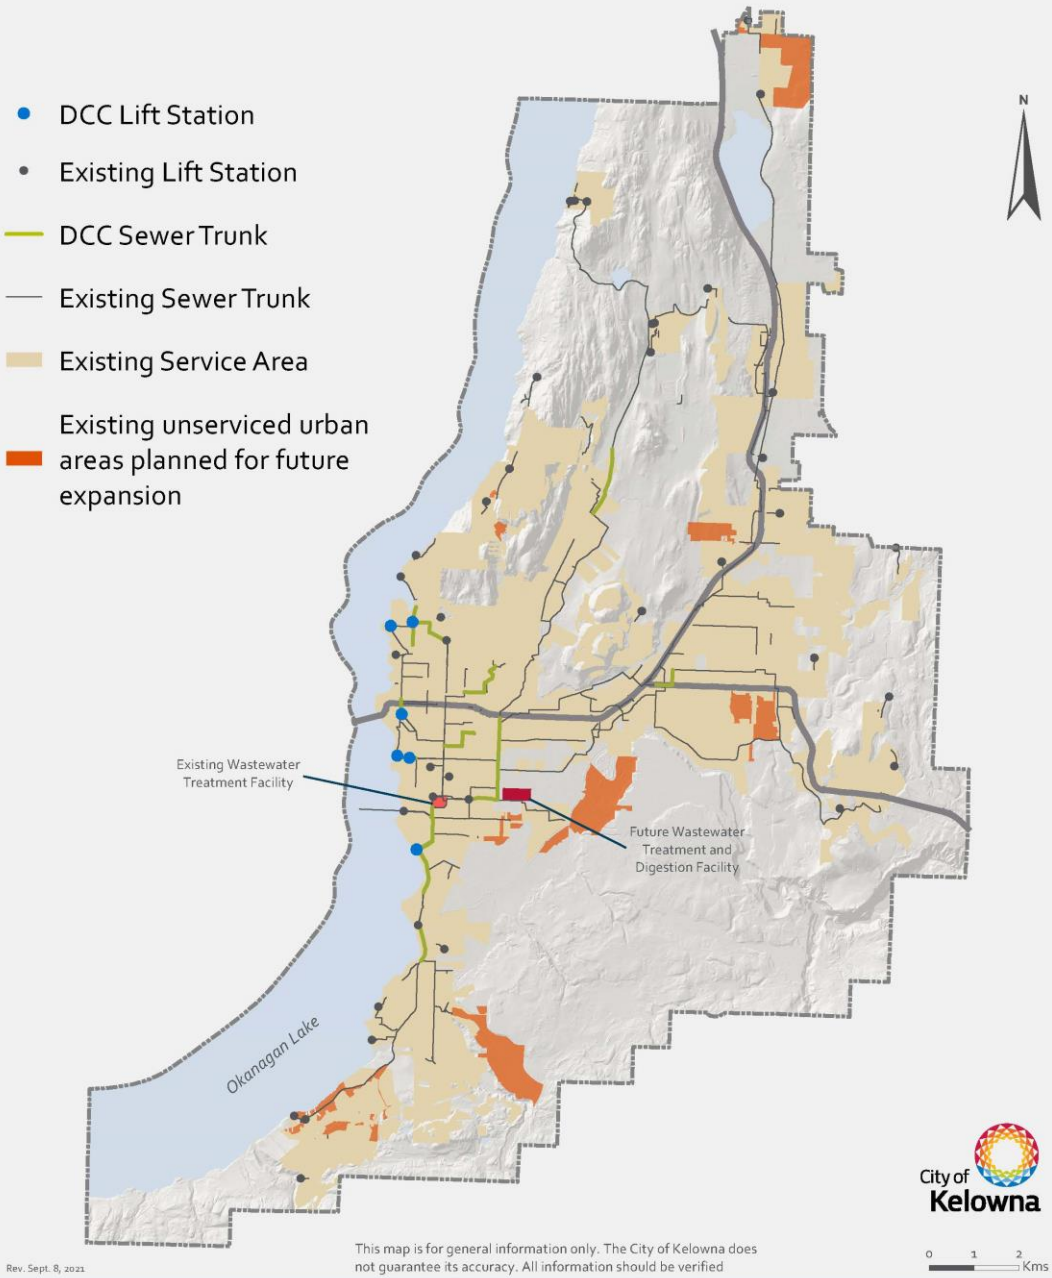 DCC Lift Station
Existing Lift Station
DCC Sewer Trunk
Existing Sewer Trunk
Existing Service Area
Existing unserviced urban
areas planned for future
expansion
N
Existing Wastewater
Treatment Facility
Future Wastewater
Treatment and
Digestion Facility
Okanagan Lake
City of
Kelowna
Rev. Sept. 8, 2021
This map is for general information only. The City of Kelowna does
not guarantee its accuracy. All information should be verified
0 1 2
Kms